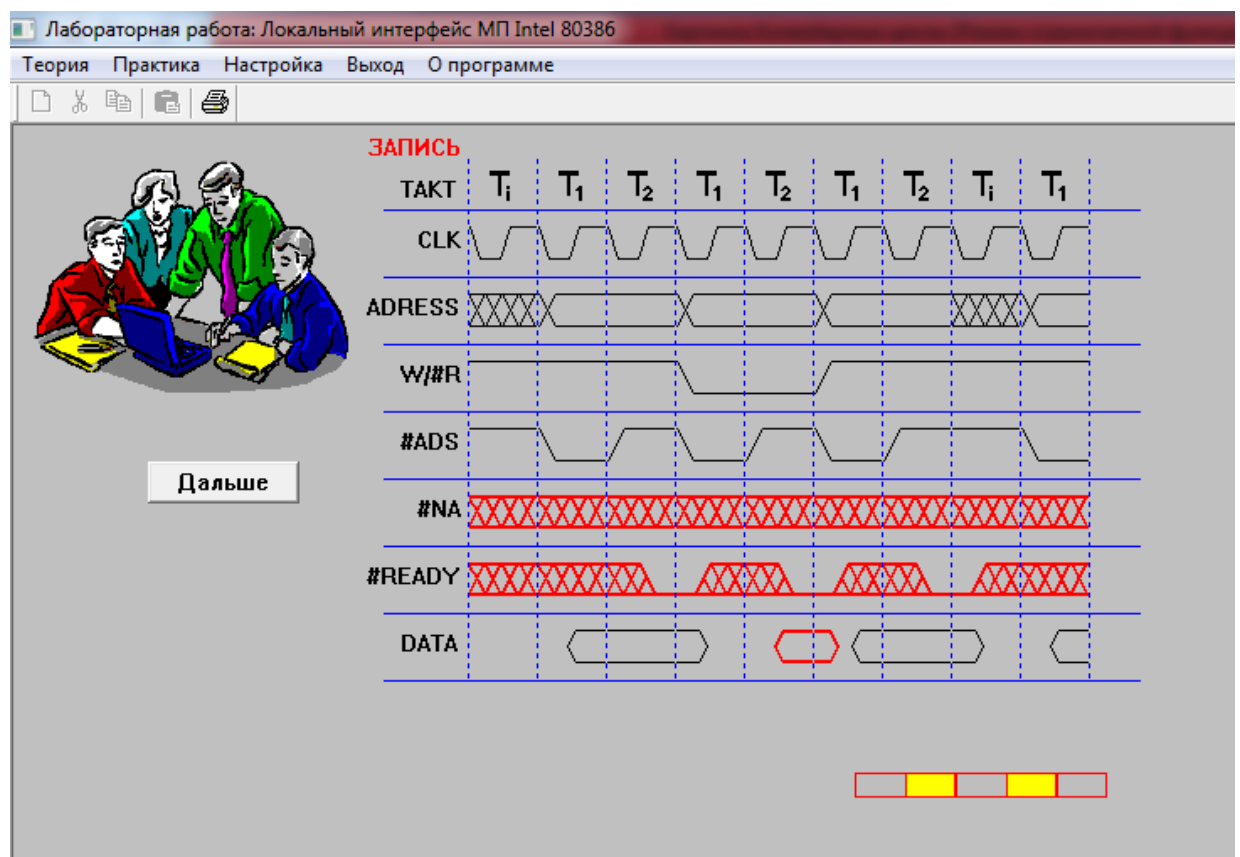 Лабораторная работа: Локальный интерфейс МП Intel 80386
Теория Практика Настройка Выход О программе
ЗАПИСЬ
ТАКТ Ti T1 T2 T1 T2 T1 T2 Ti T1
CLK
ADRESS
W/#R
#ADS
Дальше
#NA
#READY
DATA